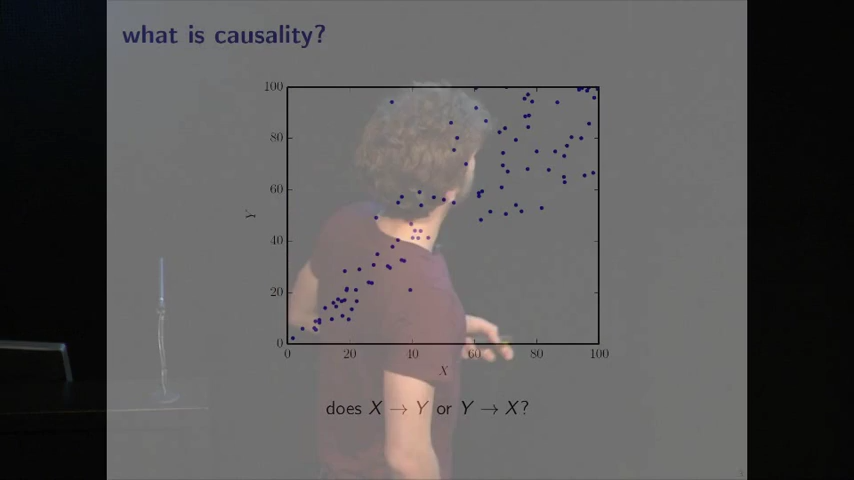 what is causality?
100
80
60
40
20
0
Y
0 20 40 60 80 100
X
does X → Y or Y → X?